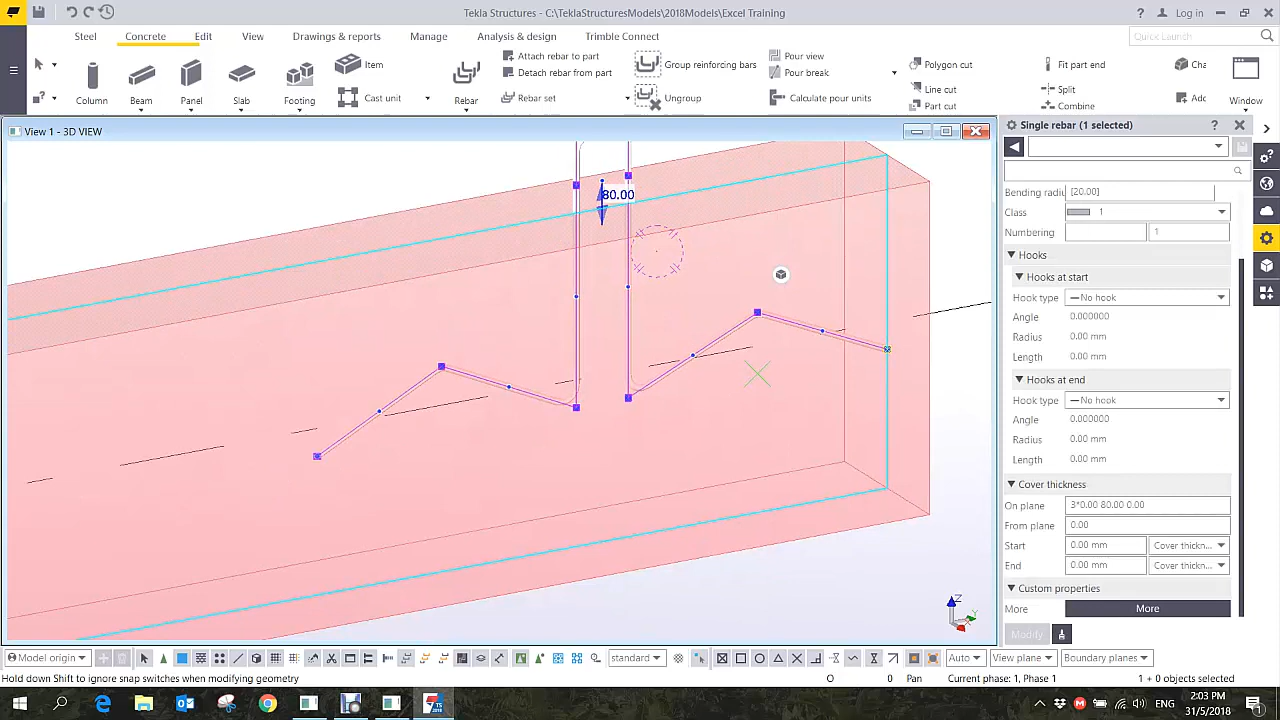 Tekla Structures - C:\TeklaStructuresModels\2018Models\Excel Training
Log in
Steel
Concrete
Edit
View
Drawings & reports
Manage
Analysis & design
Trimble Connect
Quick Launch
Column
Beam
Panel
Slab
Footing
Item
Cast unit
Rebar
Attach rebar to part
Detach rebar from part
Rebar set
Group reinforcing bars
Ungroup
Pour view
Pour break
Calculate pour units
Polygon cut
Line cut
Part cut
Fit part end
Split
Combine
Cha
Adc
Window
View 1 - 3D VIEW
80.00
Z
Y
Single rebar (1 selected)
Bending radiu [20.00]
Class 1
Numbering 1
Hooks
Hooks at start
Hook type No hook
Angle 0.000000
Radius 0.00 mm
Length 0.00 mm
Hooks at end
Hook type No hook
Angle 0.000000
Radius 0.00 mm
Length 0.00 mm
Cover thickness
On plane 3*0.00 80.00 0.00
From plane 0.00
Start 0.00 mm Cover thickn...
End 0.00 mm Cover thickn...
Custom properties
More More
Modify
Model origin
standard
Auto
View plane
Boundary planes
Hold down Shift to ignore snap switches when modifying geometry
O 0 Pan Current phase: 1, Phase 1 1 + 0 objects selected
ENG
2:03 PM
31/5/2018